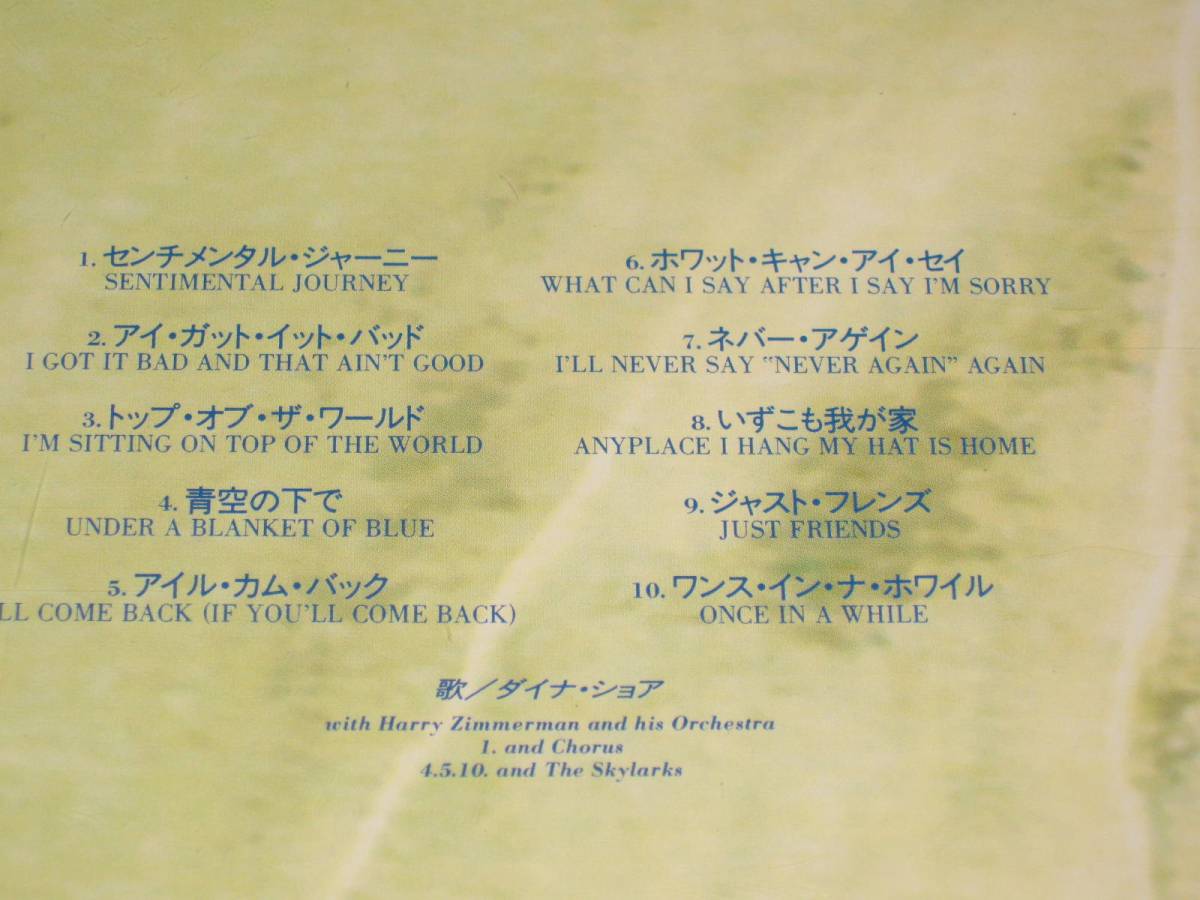 1. センチメンタル・ジャーニー
SENTIMENTAL JOURNEY
2. アイ・ガット・イット・バッド
I GOT IT BAD AND THAT AIN'T GOOD
3. トップ・オブ・ザ・ワールド
I'M SITTING ON TOP OF THE WORLD
4. 青空の下で
UNDER A BLANKET OF BLUE
5. アイル・カム・バック
LL COME BACK (IF YOU'LL COME BACK)
6. ホワット・キャン・アイ・セイ
WHAT CAN I SAY AFTER I SAY I'M SORRY
7. ネバー・アゲイン
I'LL NEVER SAY “NEVER AGAIN” AGAIN
8. いずこも我が家
ANYPLACE I HANG MY HAT IS HOME
9. ジャスト・フレンズ
JUST FRIENDS
10. ワンス・イン・ナ・ホワイル
ONCE IN A WHILE
歌／ダイナ・ショア
with Harry Zimmerman and his Orchestra
1. and Chorus
4.5.10. and The Skylarks